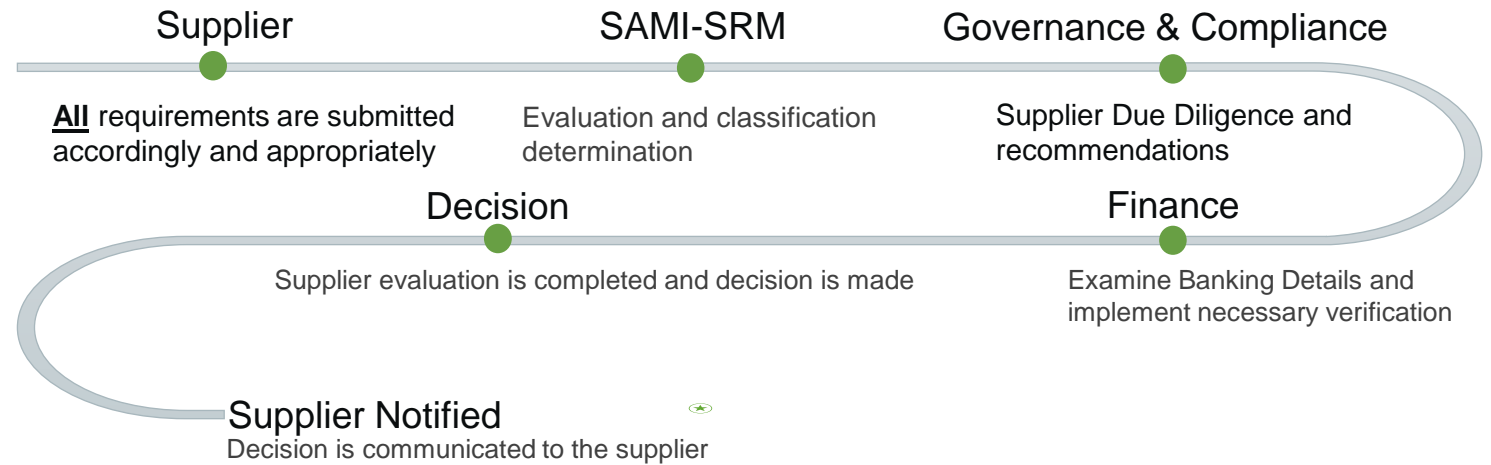 Supplier
SAMI-SRM
Governance & Compliance
All requirements are submitted
accordingly and appropriately
Evaluation and classification
determination
Supplier Due Diligence and
recommendations
Decision
Finance
Supplier evaluation is completed and decision is made
Examine Banking Details and
implement necessary verification
Supplier Notified
Decision is communicated to the supplier